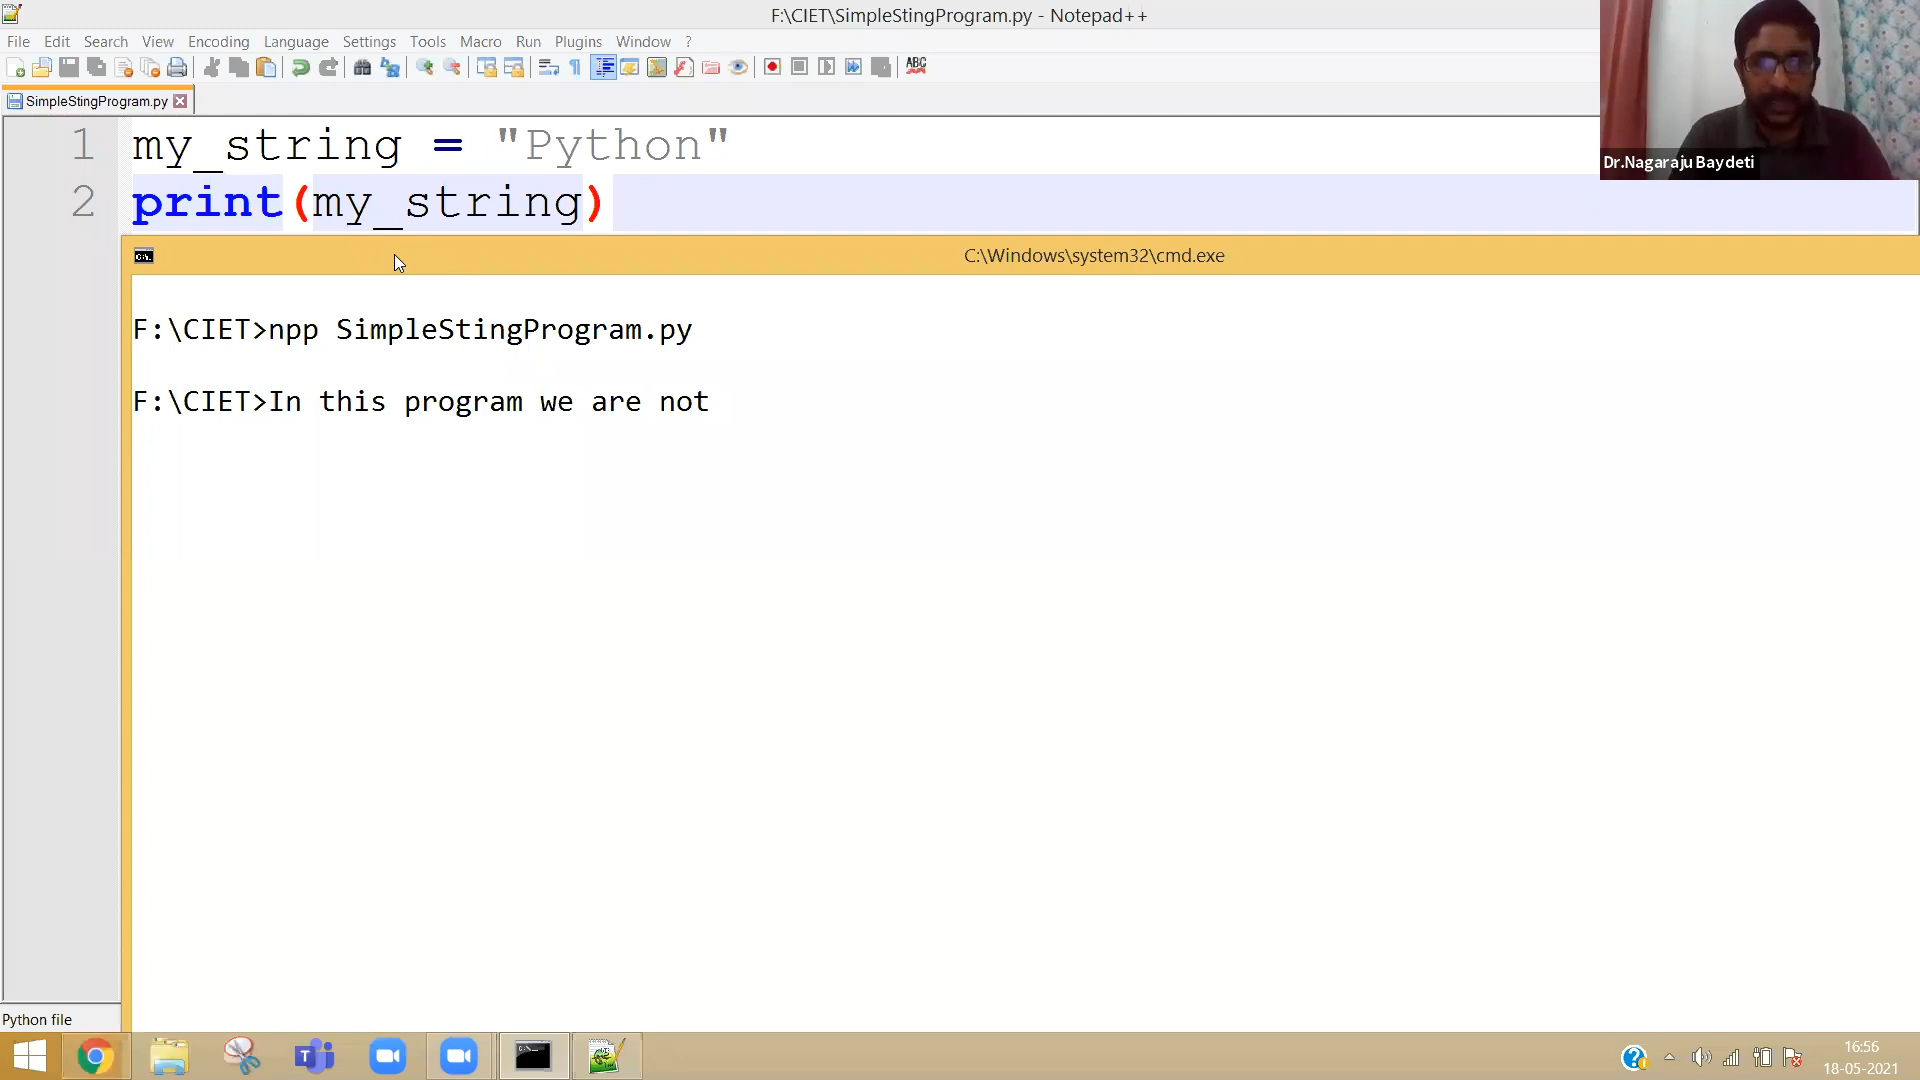 F:\CIET\SimpleStingProgram.py - Notepad++
File Edit Search View Encoding Language Settings Tools Macro Run Plugins Window ?
ABC
SimpleStingProgram.py
1 my_string = "Python"
2 print(my_string)
Dr.Nagaraju Baydeti
C:\Windows\system32\cmd.exe
F:\CIET>npp SimpleStingProgram.py
F:\CIET>In this program we are not
Python file
16:56
18-05-2021